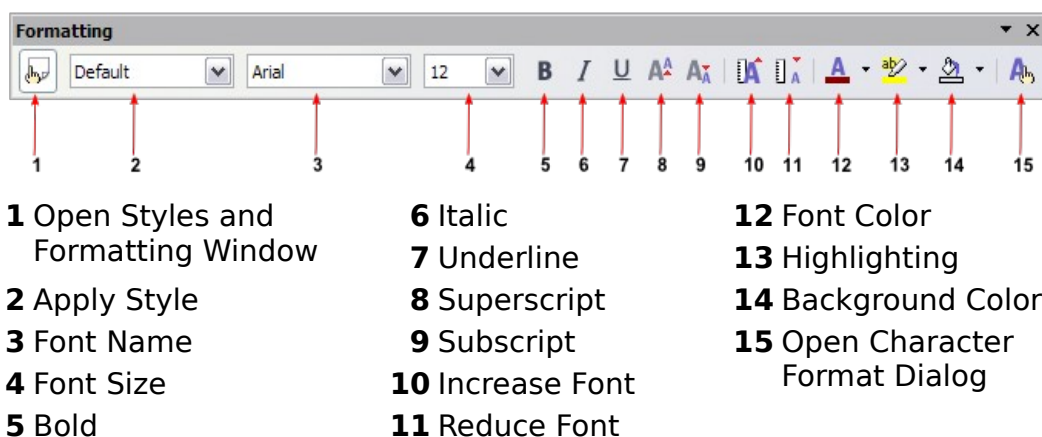 Formatting
Default Arial 12 B I U
1 2 3 4 5 6 7 8 9 10 11 12 13 14 15
1 Open Styles and
Formatting Window
2 Apply Style
3 Font Name
4 Font Size
5 Bold
6 Italic
7 Underline
8 Superscript
9 Subscript
10 Increase Font
11 Reduce Font
12 Font Color
13 Highlighting
14 Background Color
15 Open Character
Format Dialog